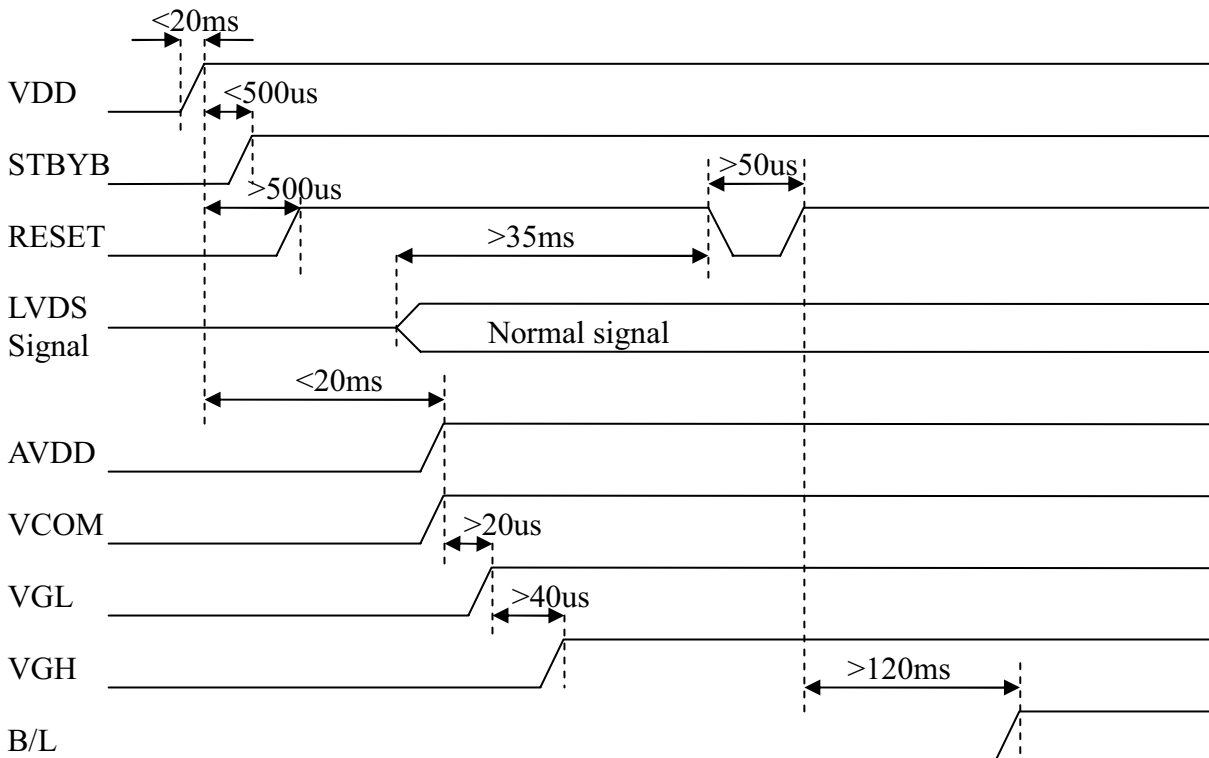 <20ms
VDD
<500us
STBYB
>500us
>50us
RESET
>35ms
LVDS
Signal
Normal signal
<20ms
AVDD
VCOM
>20us
VGL
>40us
VGH
>120ms
B/L